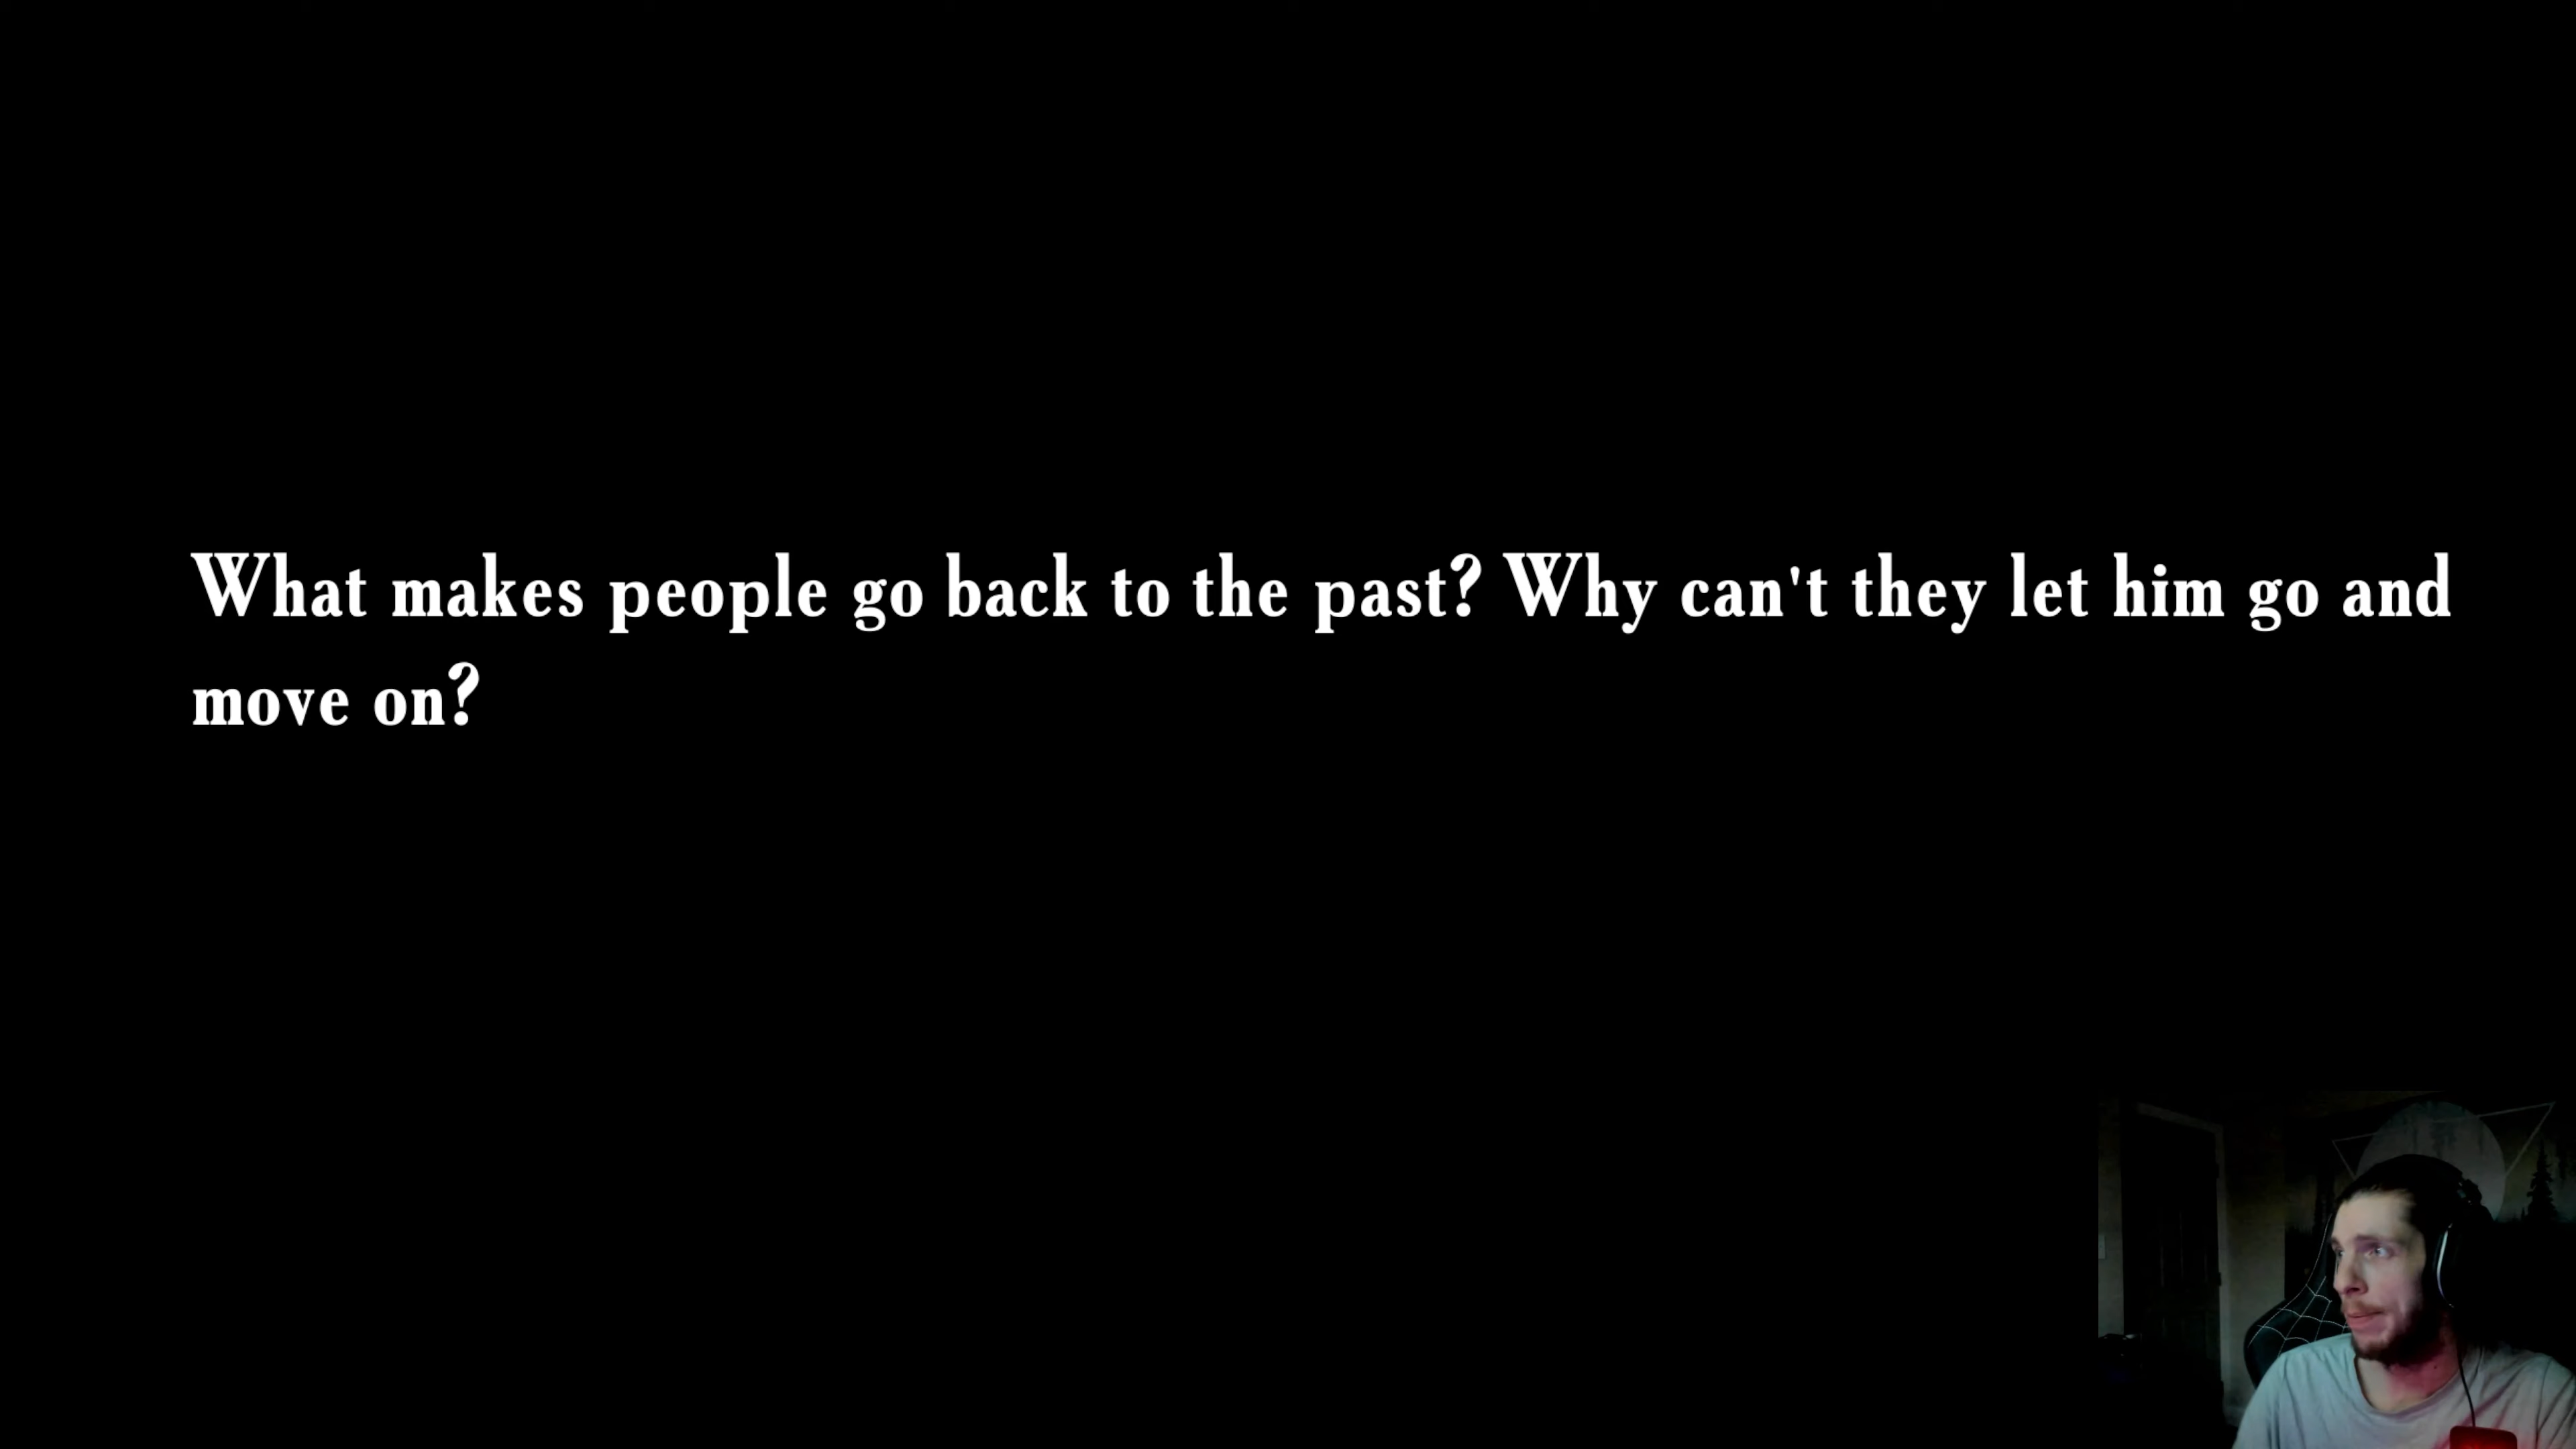 What makes people go back to the past? Why can't they let him go and
move on?